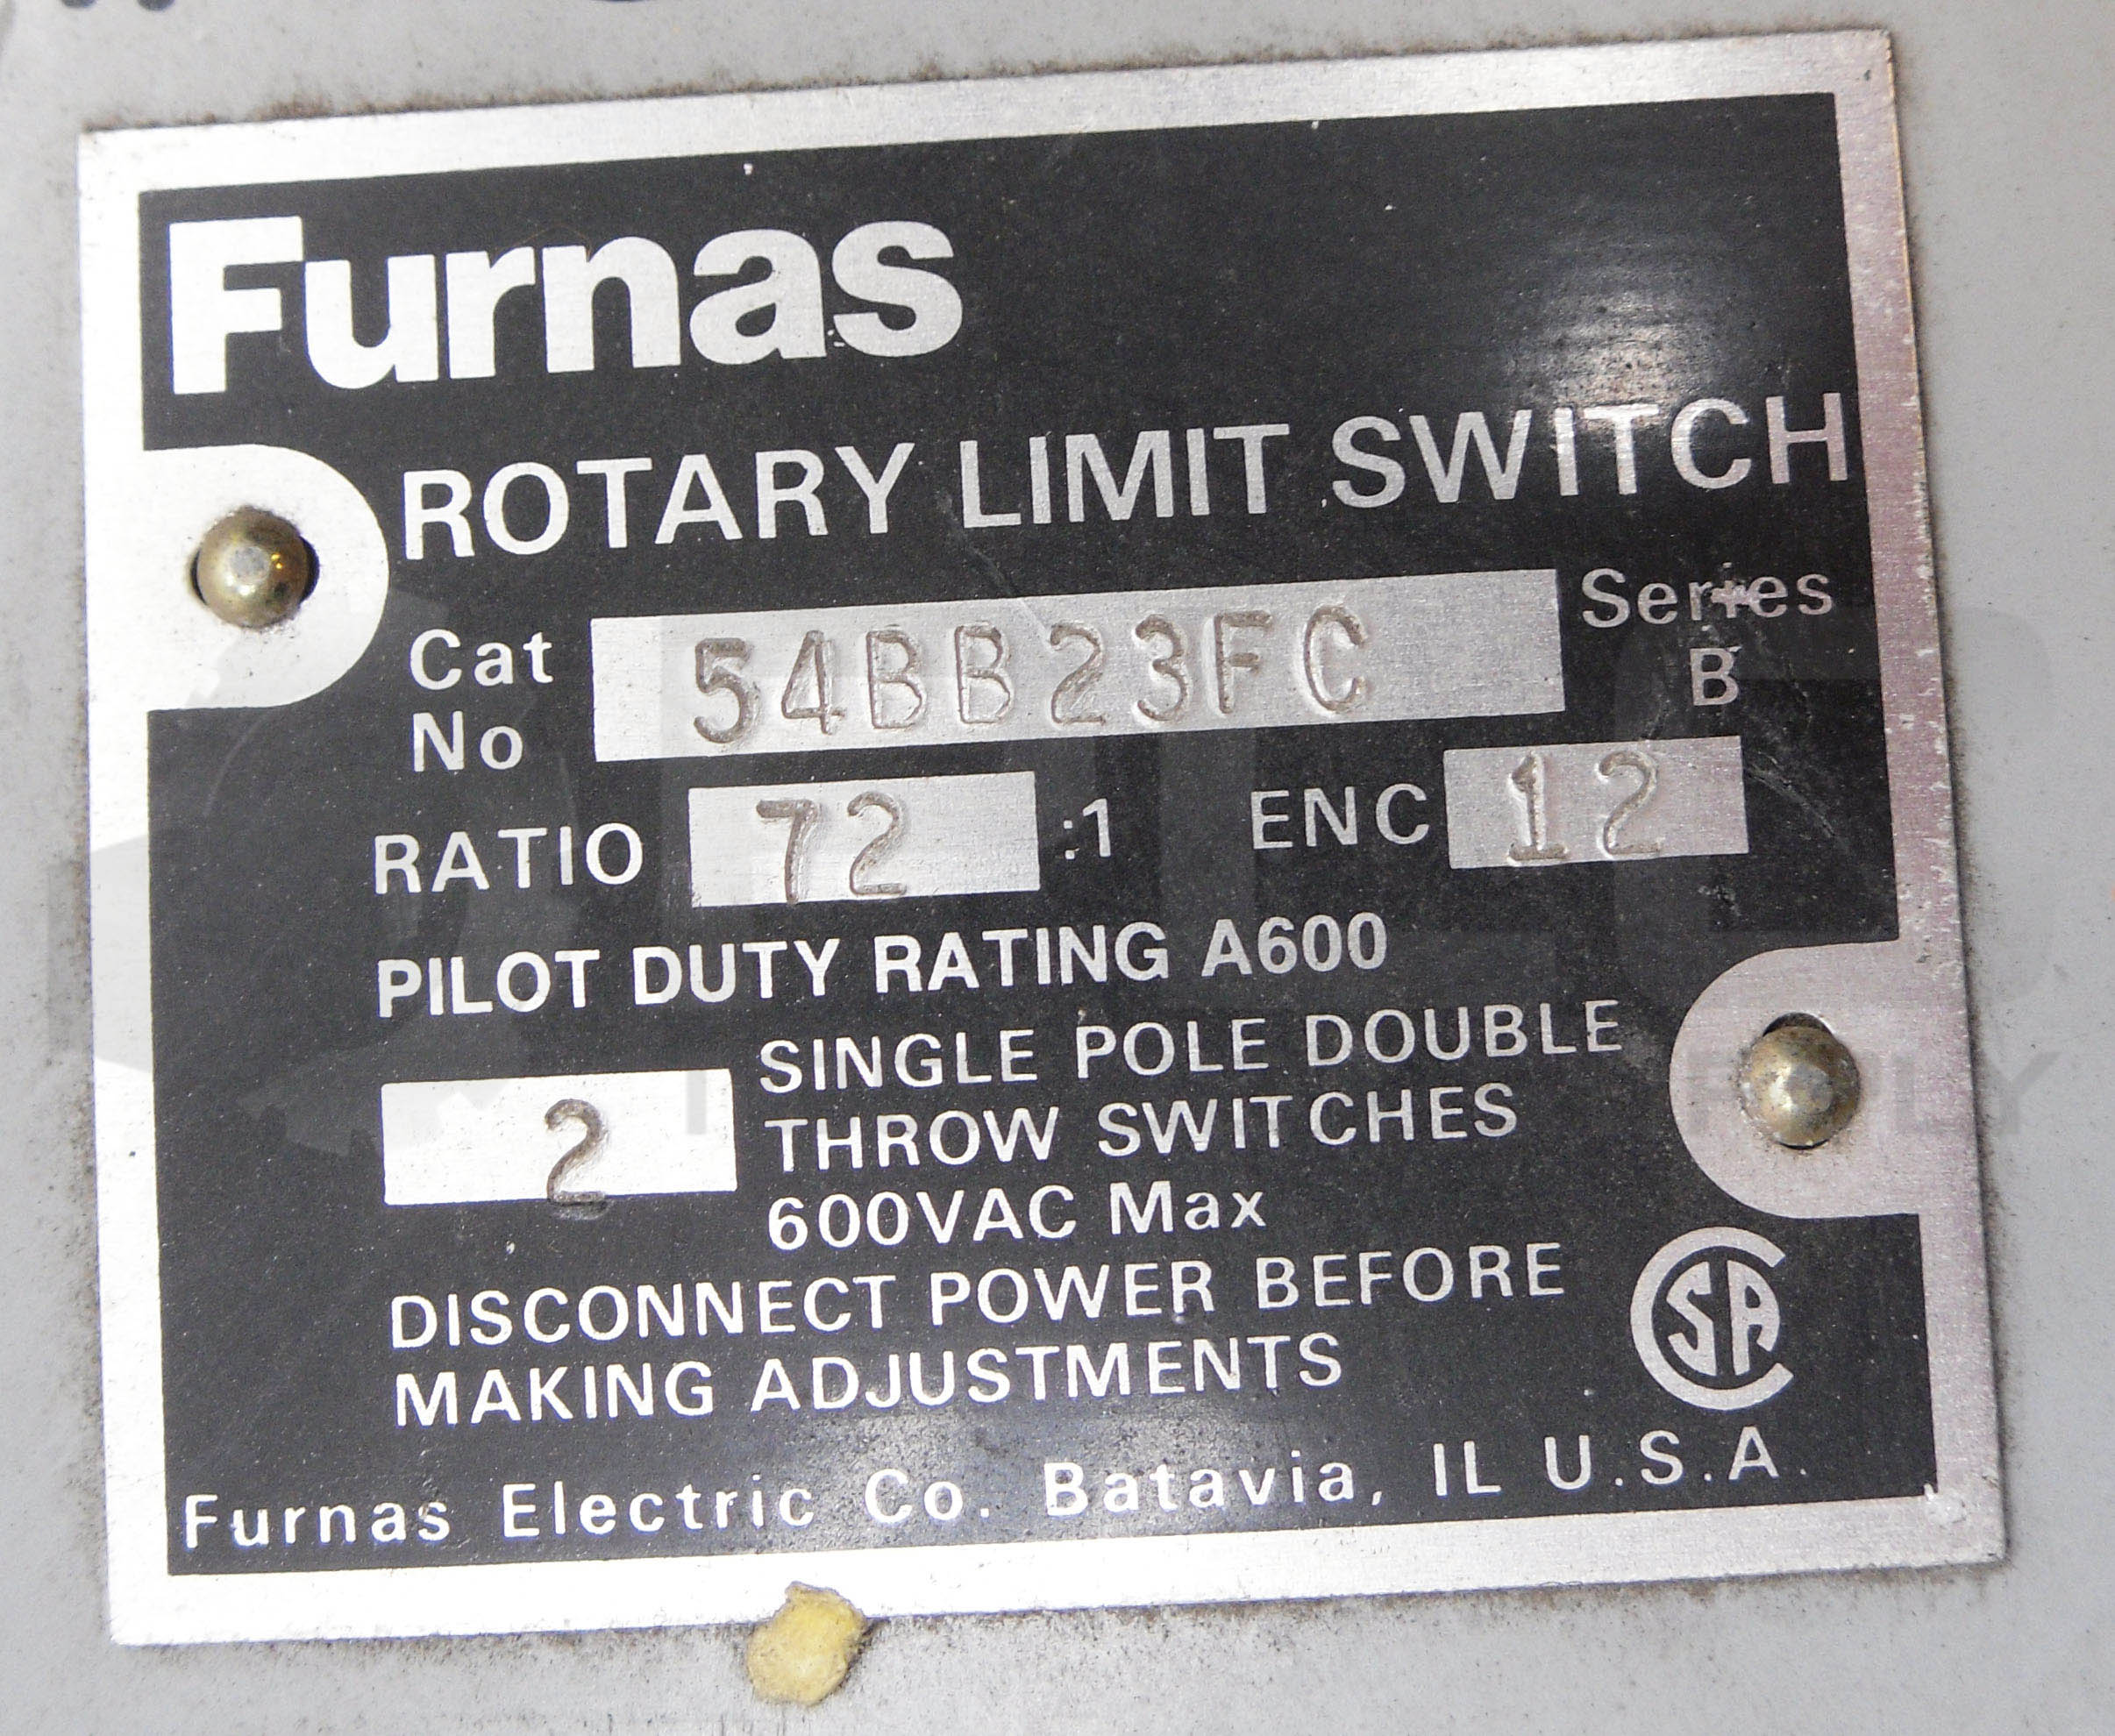 Furnas
ROTARY LIMIT SWITCH
Cat No 54BB23FC Series B
RATIO 72 :1 ENC 12
PILOT DUTY RATING A600
2 SINGLE POLE DOUBLE
THROW SWITCHES
600VAC Max
DISCONNECT POWER BEFORE
MAKING ADJUSTMENTS
CSA
Furnas Electric Co. Batavia, IL U.S.A.